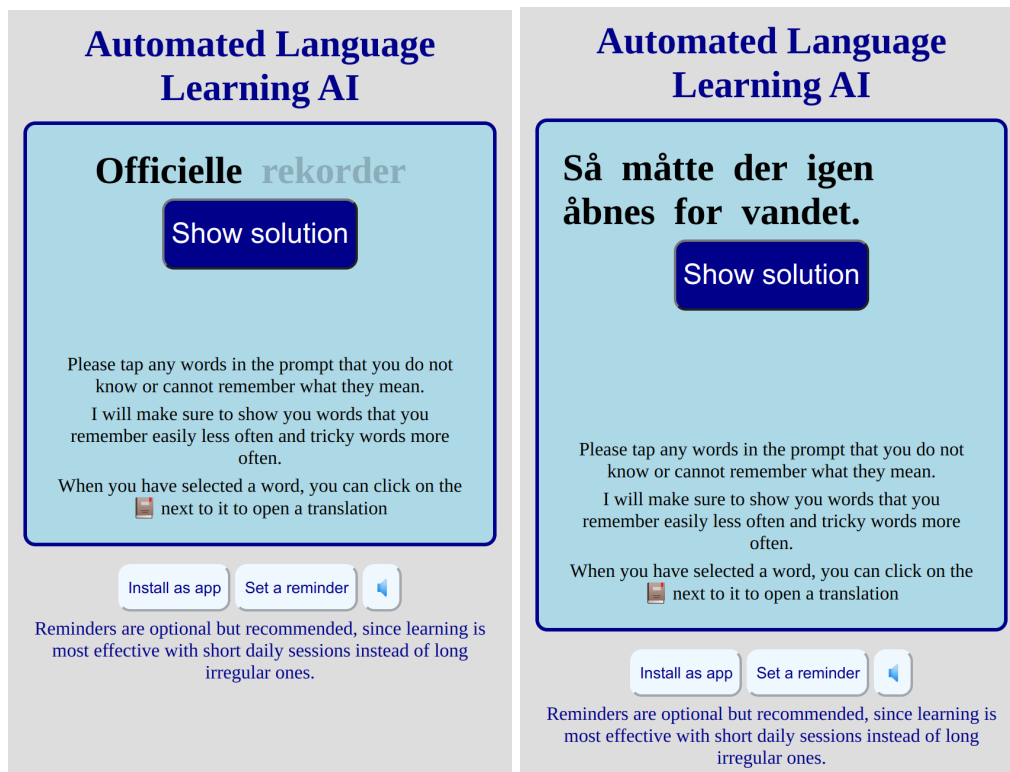 Automated Language
Learning AI
Officielle rekorder
Show solution
Please tap any words in the prompt that you do not
know or cannot remember what they mean.
I will make sure to show you words that you
remember easily less often and tricky words more
often.
When you have selected a word, you can click on the
next to it to open a translation
Install as app
Set a reminder
Reminders are optional but recommended, since learning is
most effective with short daily sessions instead of long
irregular ones.
Automated Language
Learning AI
Så måtte der igen
åbnes for vandet.
Show solution
Please tap any words in the prompt that you do not
know or cannot remember what they mean.
I will make sure to show you words that you
remember easily less often and tricky words more
often.
When you have selected a word, you can click on the
next to it to open a translation
Install as app
Set a reminder
Reminders are optional but recommended, since learning is
most effective with short daily sessions instead of long
irregular ones.